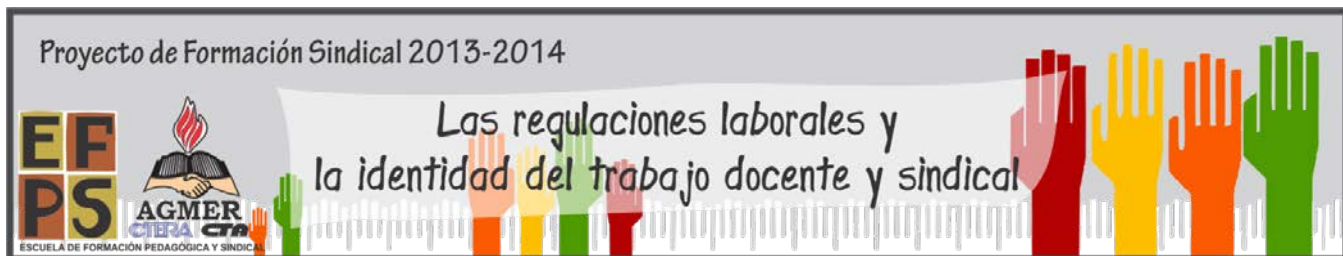 Proyecto de Formación Sindical 2013-2014
Las regulaciones laborales y
la identidad del trabajo docente y sindical
EF
PS
AGMER
CTERA CTA
ESCUELA DE FORMACIÓN PEDAGÓGICA Y SINDICAL